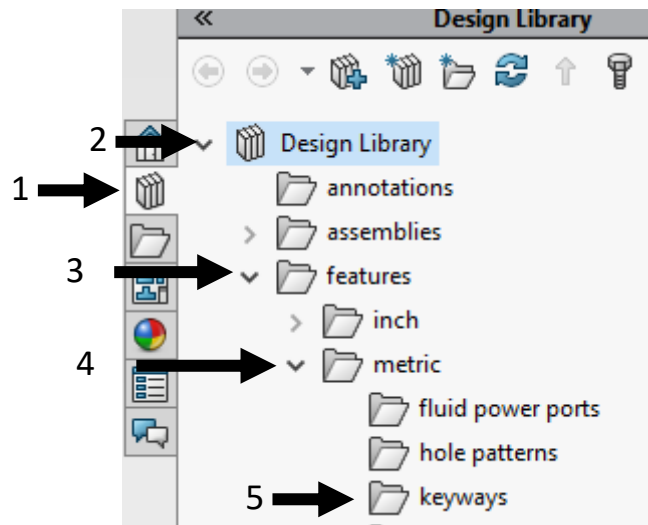 « Design Library
2 Design Library
1 annotations
assemblies
3 features
inch
4 metric
fluid power ports
hole patterns
5 keyways